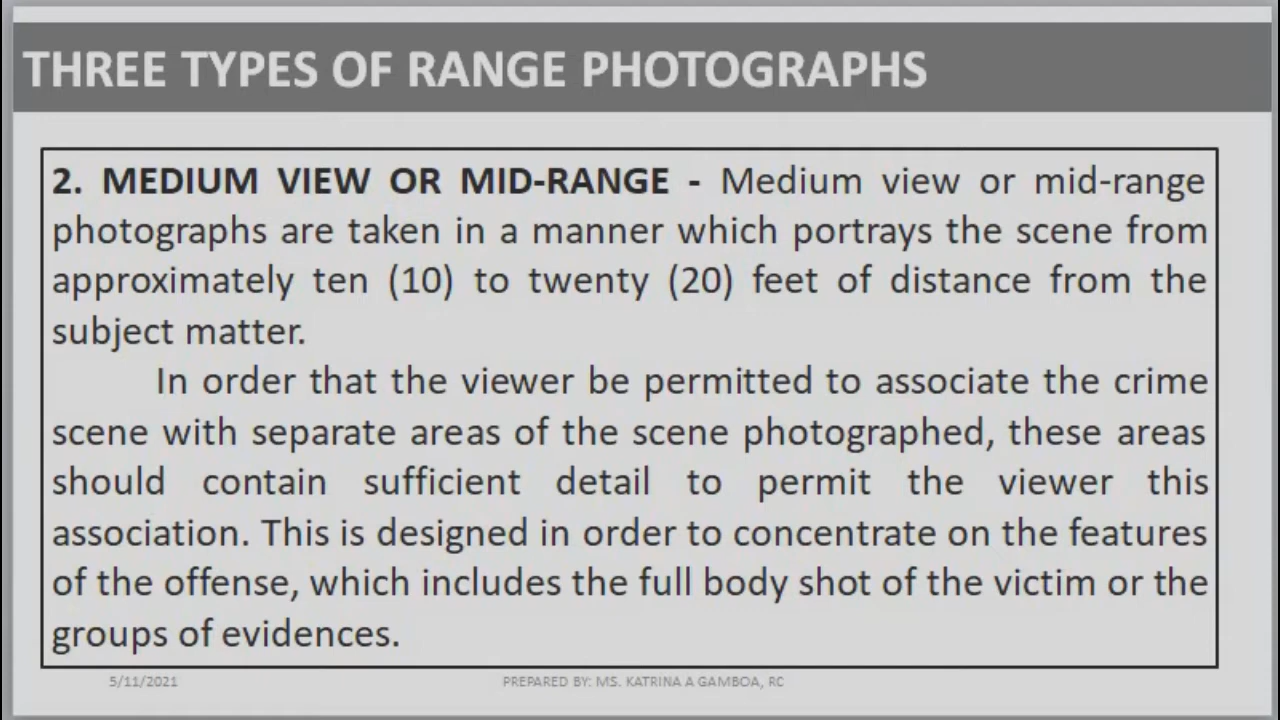 THREE TYPES OF RANGE PHOTOGRAPHS
2. MEDIUM VIEW OR MID-RANGE - Medium view or mid-range
photographs are taken in a manner which portrays the scene from
approximately ten (10) to twenty (20) feet of distance from the
subject matter.
In order that the viewer be permitted to associate the crime
scene with separate areas of the scene photographed, these areas
should contain sufficient detail to permit the viewer this
association. This is designed in order to concentrate on the features
of the offense, which includes the full body shot of the victim or the
groups of evidences.
5/11/2021 PREPARED BY: MS. KATRINA A GAMBOA, RC